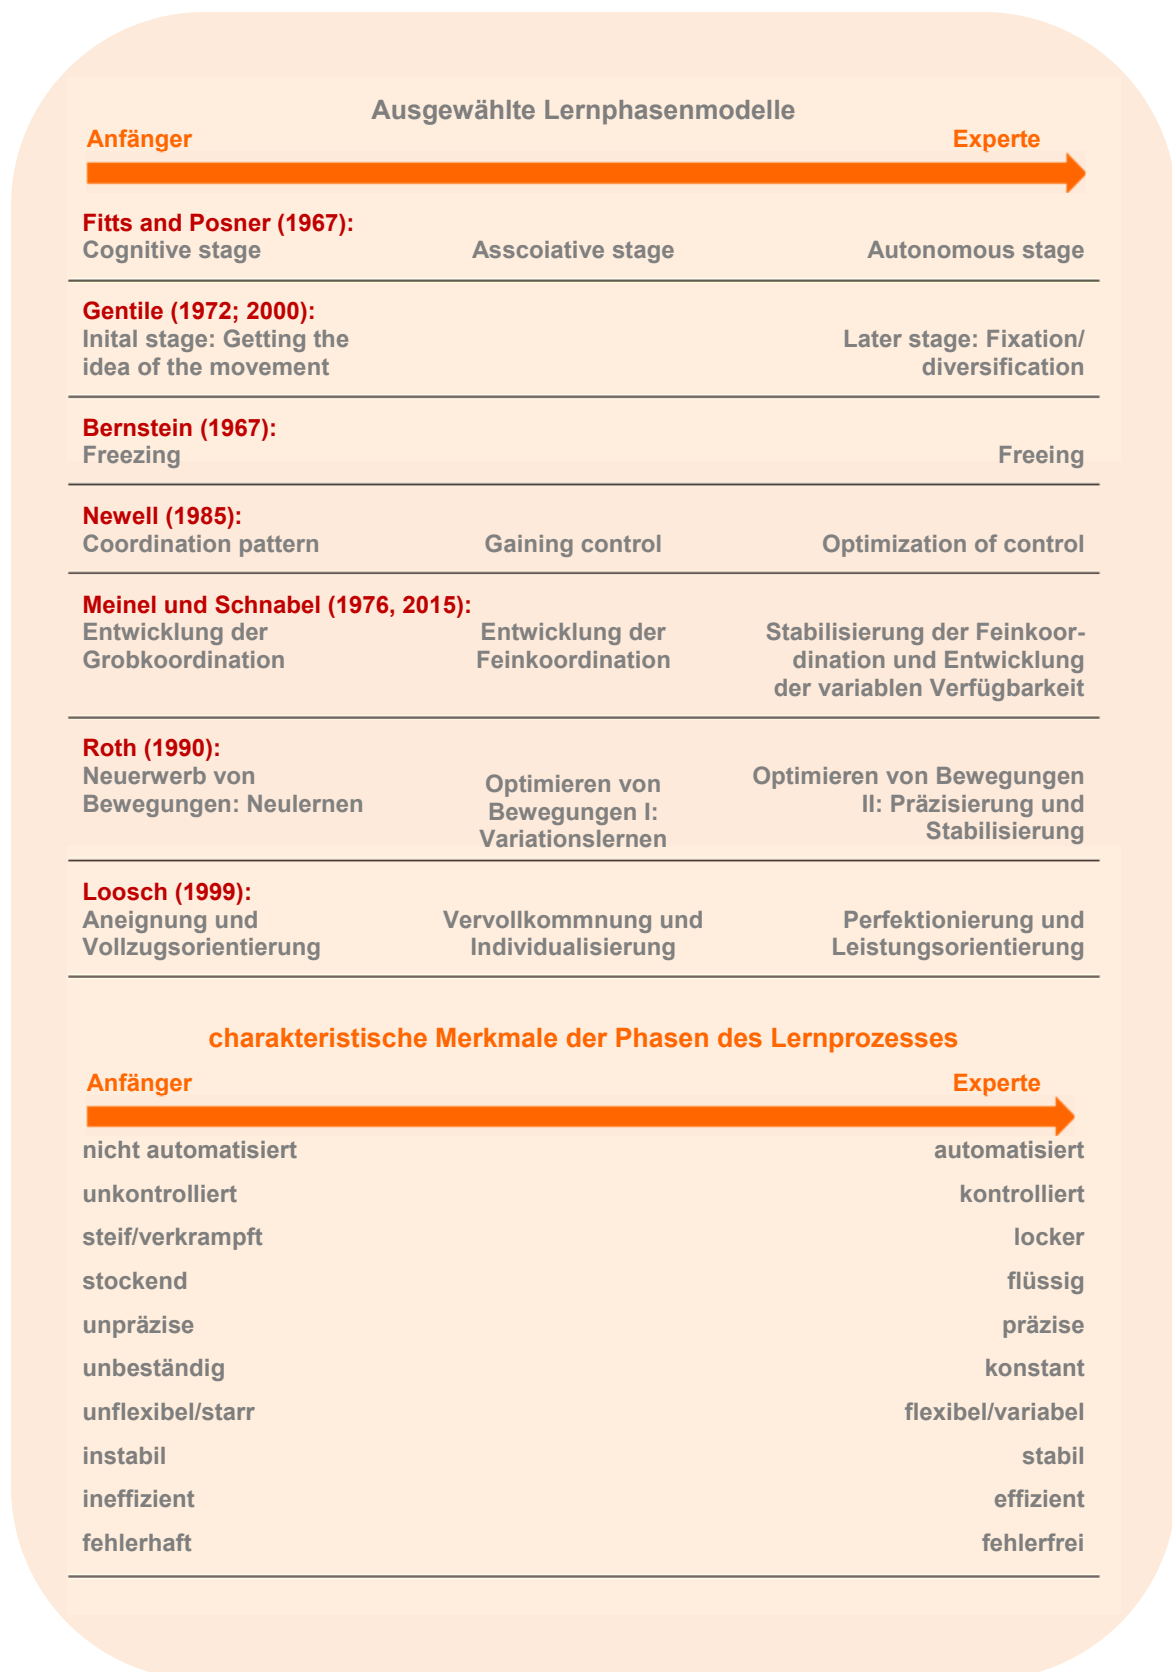 Ausgewählte Lernphasenmodelle
Anfänger Experte
Fitts and Posner (1967):
Cognitive stage Asscoiative stage Autonomous stage
Gentile (1972; 2000):
Inital stage: Getting the Later stage: Fixation/
idea of the movement diversification
Bernstein (1967):
Freezing Freeing
Newell (1985):
Coordination pattern Gaining control Optimization of control
Meinel und Schnabel (1976, 2015):
Entwicklung der Entwicklung der Stabilisierung der Feinkoor-
Grobkoordination Feinkoordination dination und Entwicklung
der variablen Verfügbarkeit
Roth (1990):
Neuerwerb von Optimieren von Optimieren von Bewegungen
Bewegungen: Neulernen Bewegungen I: II: Präzisierung und
Variationslernen Stabilisierung
Loosch (1999):
Aneignung und Vervollkommnung und Perfektionierung und
Vollzugsorientierung Individualisierung Leistungsorientierung
charakteristische Merkmale der Phasen des Lernprozesses
Anfänger Experte
nicht automatisiert automatisiert
unkontrolliert kontrolliert
steif/verkrampft locker
stockend flüssig
unpräzise präzise
unbeständig konstant
unflexibel/starr flexibel/variabel
instabil stabil
ineffizient effizient
fehlerhaft fehlerfrei